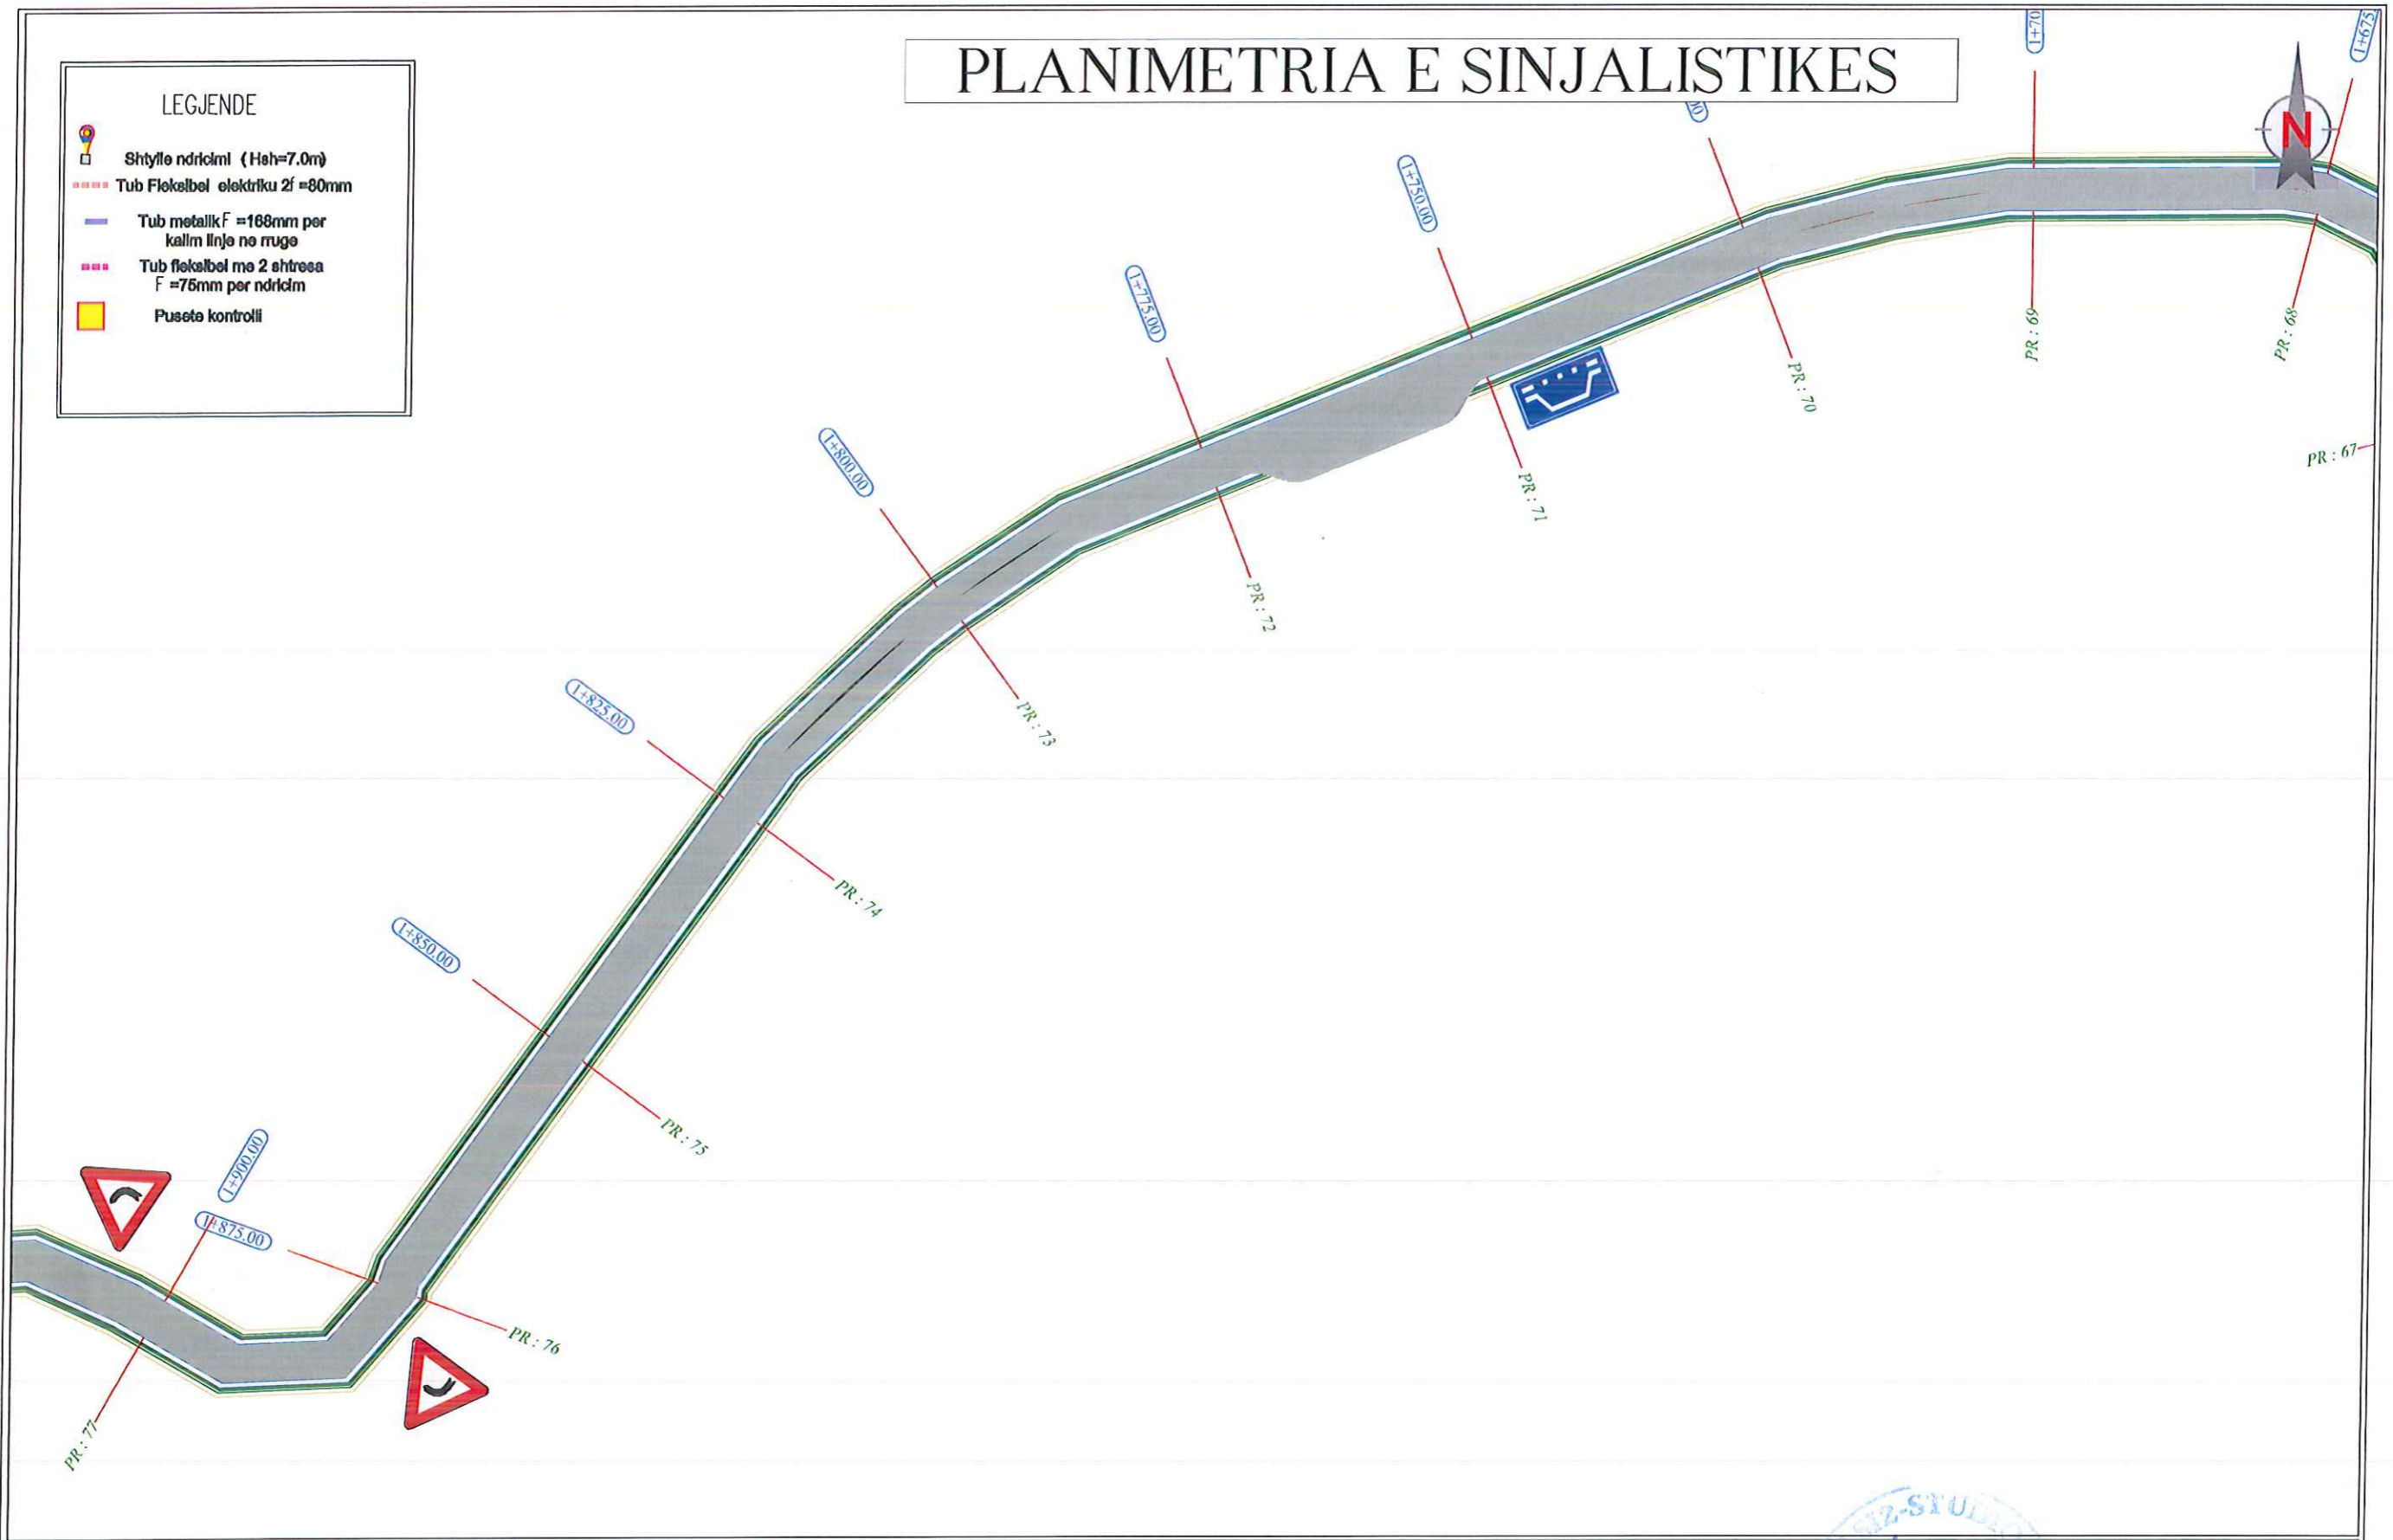 PLANIMETRIA E SINJALISTIKES
LEGJENDE
Shtylle ndricimi (Hsh=7.0m)
Tub Fleksibel elektriku 2f =80mm
Tub metalik F =168mm per
kalim linje ne rruge
Tub fleksibel me 2 shtresa
F =75mm per ndricim
Pusete kontrolli
1+675
1+70
00
1+750.00
1+775.00
1+800.00
1+825.00
1+850.00
1+900.00
1+875.00
PR : 67
PR : 68
PR : 69
PR : 70
PR : 71
PR : 72
PR : 73
PR : 74
PR : 75
PR : 76
PR : 77
N